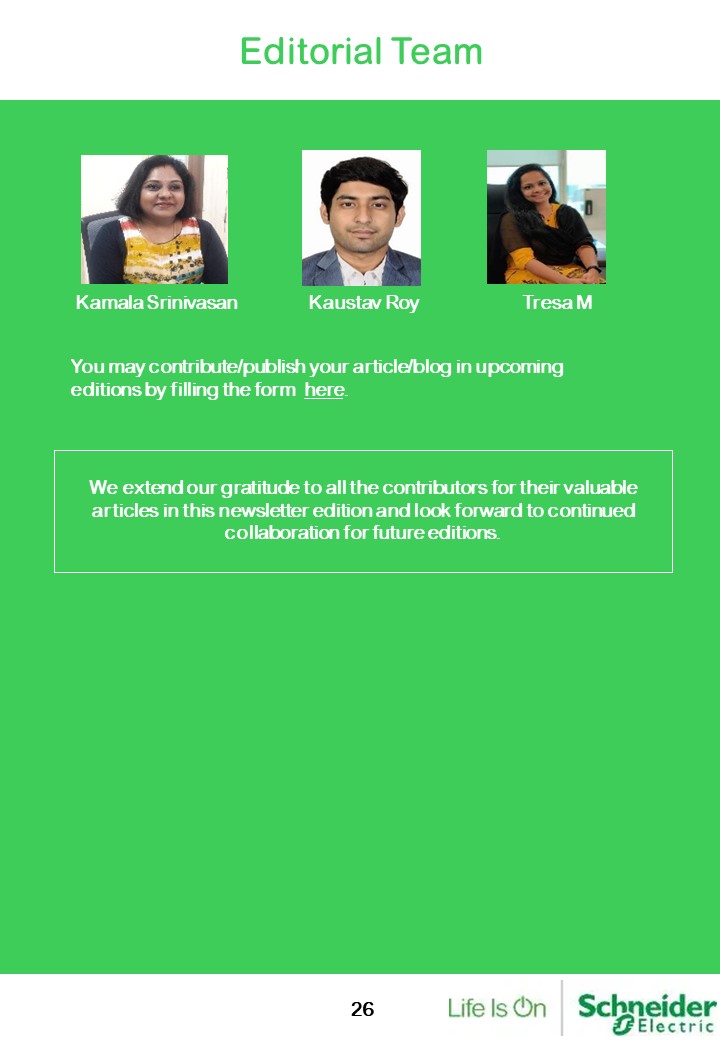 Editorial Team
Kamala Srinivasan
Kaustav Roy
Tresa M
You may contribute/publish your article/blog in upcoming
editions by filling the form here.
We extend our gratitude to all the contributors for their valuable
articles in this newsletter edition and look forward to continued
collaboration for future editions.
26
Life Is On
Schneider
Electric